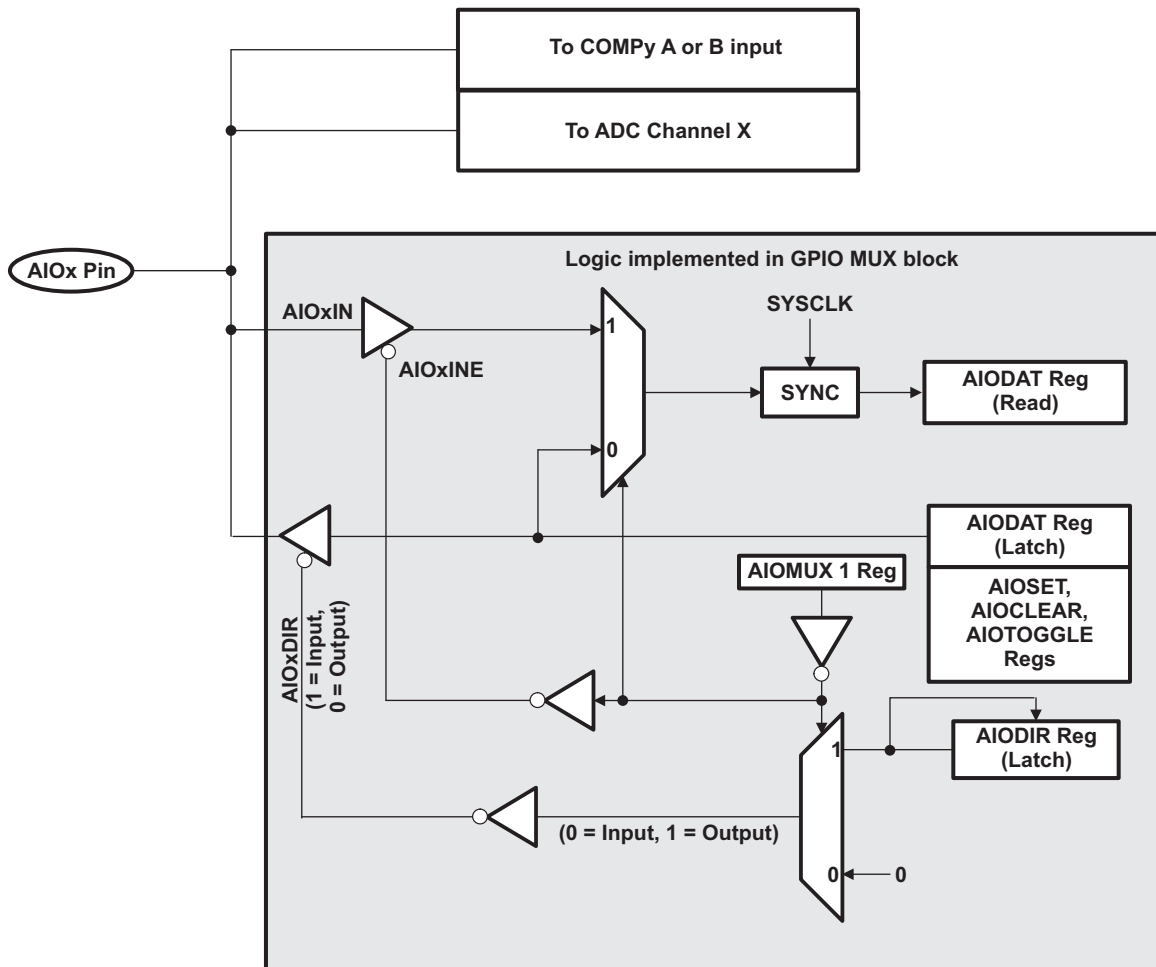 To COMPy A or B input
To ADC Channel X
AIOx Pin
Logic implemented in GPIO MUX block
AIOxIN
AIOxINE
1
0
SYSCLK
SYNC
AIODAT Reg
(Read)
AIODAT Reg
(Latch)
AIOSET,
AIOCLEAR,
AIOTOGGLE
Regs
AIOMUX 1 Reg
AIOxDIR
(1 = Input,
0 = Output)
1
AIODIR Reg
(Latch)
(0 = Input, 1 = Output)
0
0